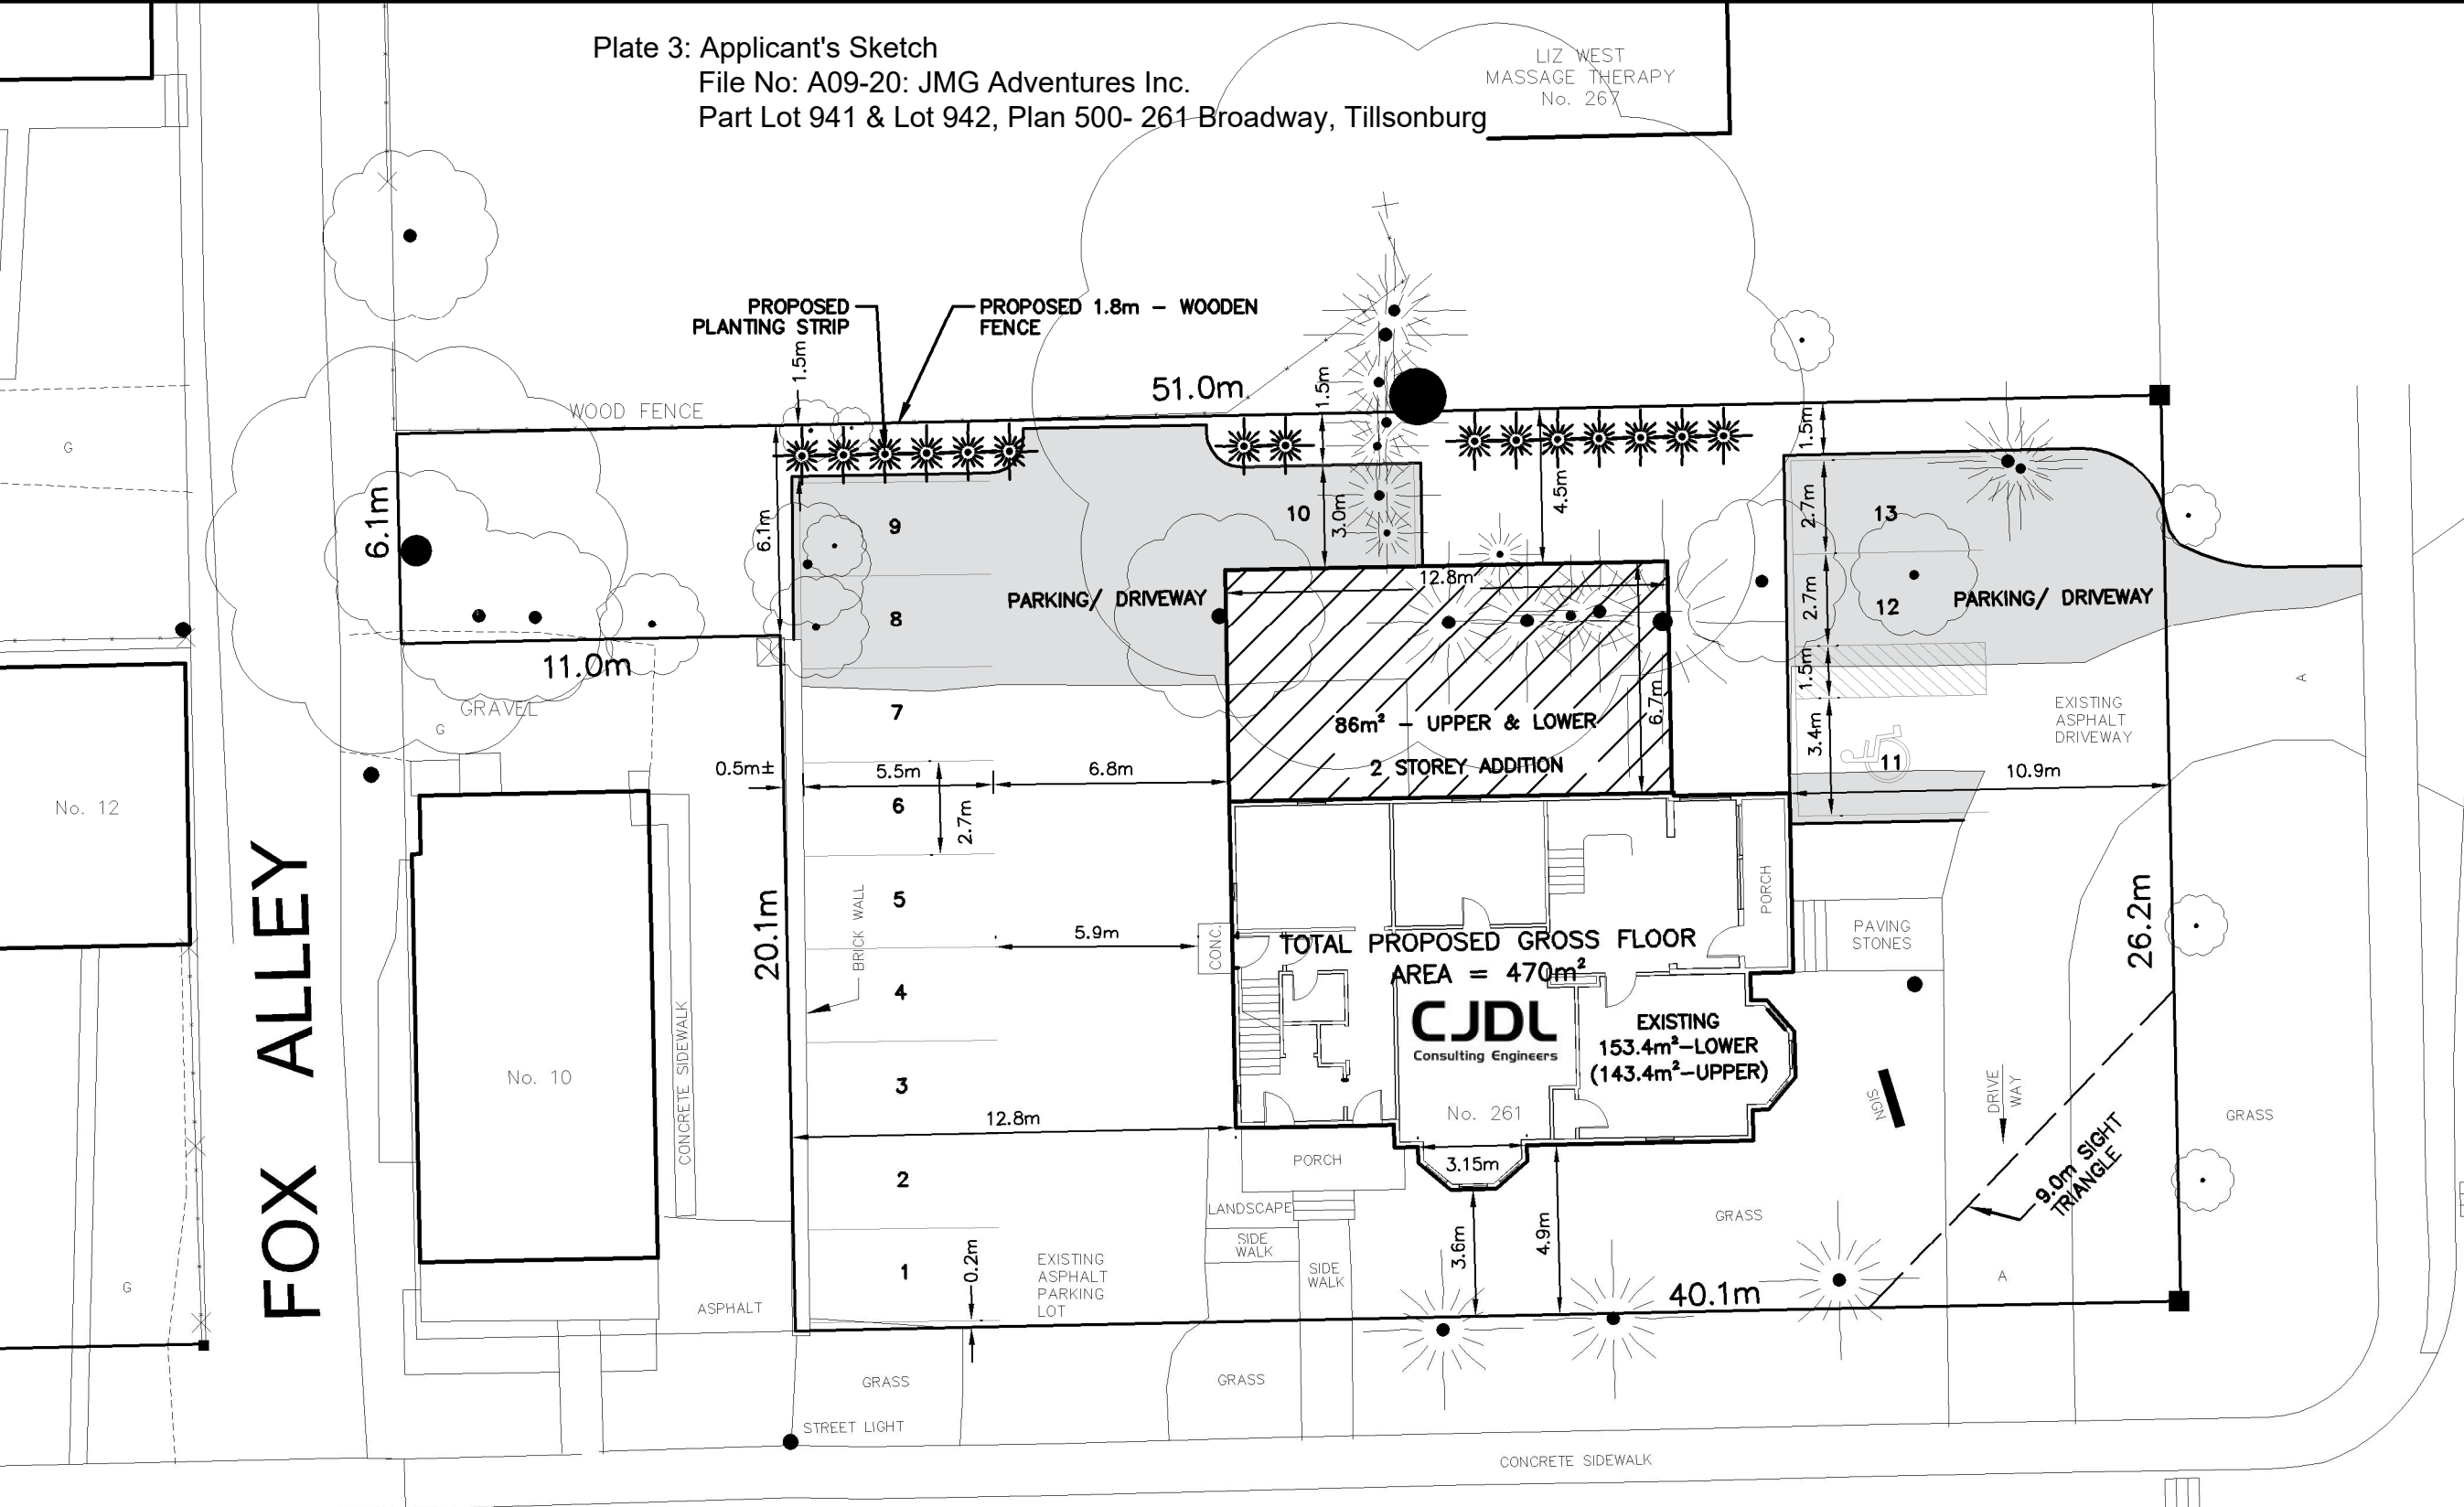 Plate 3: Applicant's Sketch
File No: A09-20: JMG Adventures Inc.
Part Lot 941 & Lot 942, Plan 500- 261 Broadway, Tillsonburg
LIZ WEST
MASSAGE THERAPY
No. 267
PROPOSED
PLANTING STRIP
PROPOSED 1.8m - WOODEN
FENCE
1.5m
51.0m
1.5m
WOOD FENCE
1.5m
G
6.1m
6.1m
9
10
3.0m
4.5m
2.7m
13
12.8m
8
PARKING/ DRIVEWAY
2.7m
12
PARKING/ DRIVEWAY
11.0m
1.5m
A
GRAVEL
G
7
86m² - UPPER & LOWER
6.7m
3.4m
EXISTING
ASPHALT
DRIVEWAY
0.5m±
5.5m
6.8m
2 STOREY ADDITION
11
10.9m
No. 12
6
2.7m
FOX ALLEY
20.1m
BRICK WALL
5
5.9m
CONC.
TOTAL PROPOSED GROSS FLOOR
AREA = 470m²
PORCH
PAVING
STONES
26.2m
4
CJDL
Consulting Engineers
EXISTING
153.4m²-LOWER
(143.4m²-UPPER)
No. 10
CONCRETE SIDEWALK
3
No. 261
SIGN
DRIVE
WAY
GRASS
12.8m
9.0m SIGHT
TRIANGLE
2
PORCH
3.15m
LANDSCAPE
SIDE
WALK
3.6m
4.9m
GRASS
1
0.2m
EXISTING
ASPHALT
PARKING
LOT
SIDE
WALK
A
G
ASPHALT
40.1m
GRASS
GRASS
STREET LIGHT
CONCRETE SIDEWALK